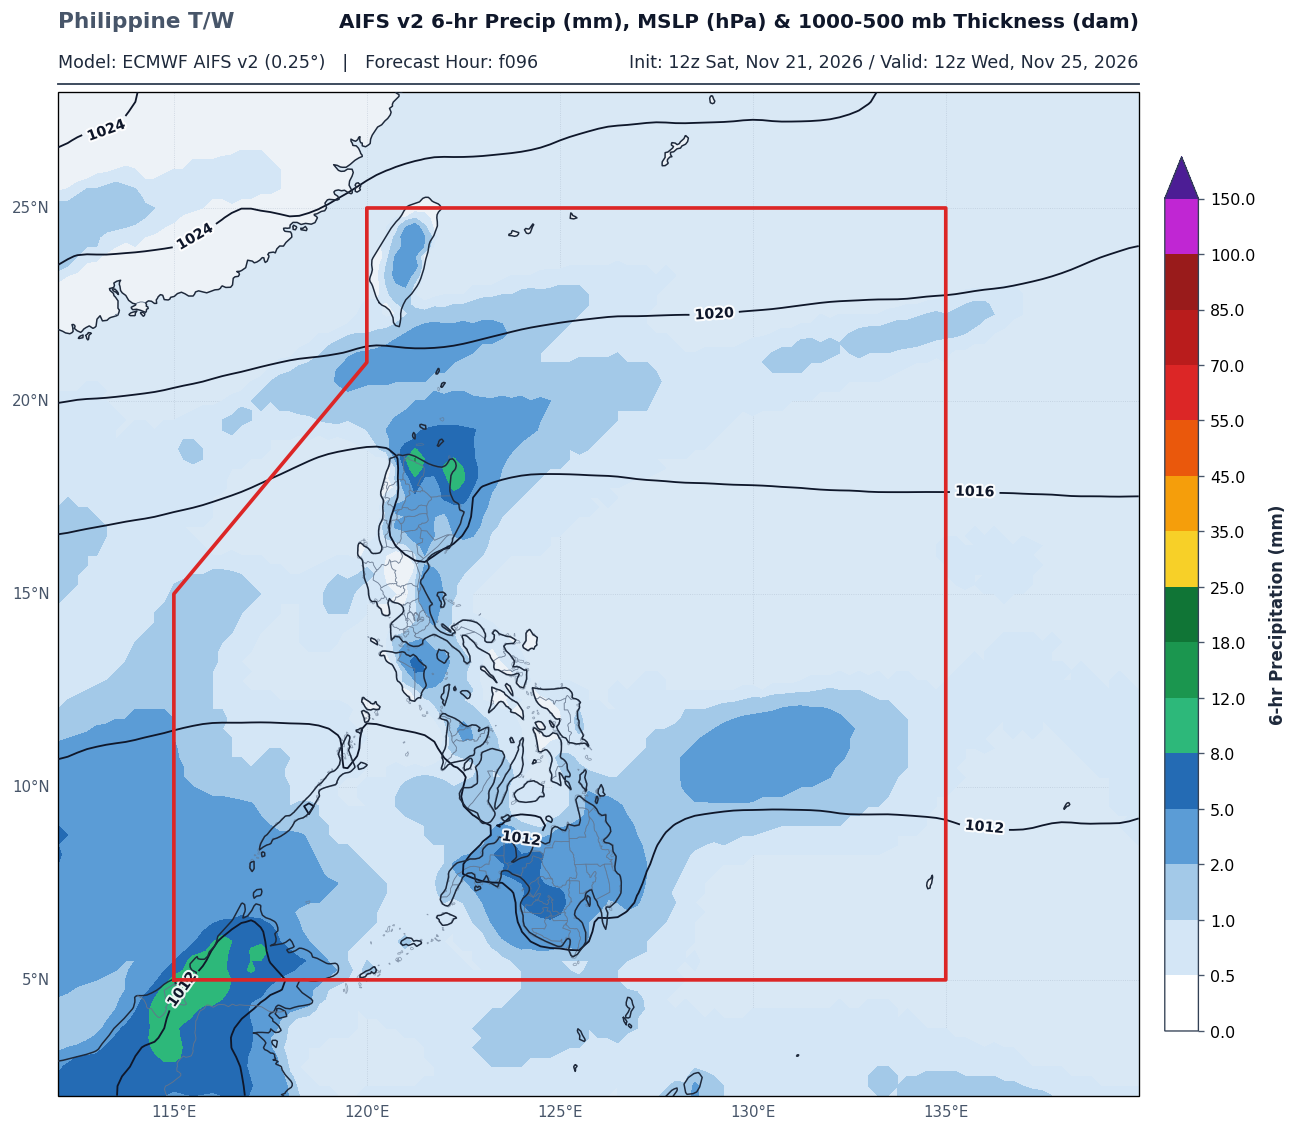 Philippine T/W
AIFS v2 6-hr Precip (mm), MSLP (hPa) & 1000-500 mb Thickness (dam)
Model: ECMWF AIFS v2 (0.25°) | Forecast Hour: f096
Init: 12z Sat, Nov 21, 2026 / Valid: 12z Wed, Nov 25, 2026
1024
1024
1020
1016
1012
1012
1012
25°N
20°N
15°N
10°N
5°N
115°E
120°E
125°E
130°E
135°E
150.0
100.0
85.0
70.0
55.0
45.0
35.0
25.0
18.0
12.0
8.0
5.0
2.0
1.0
0.5
0.0
6-hr Precipitation (mm)